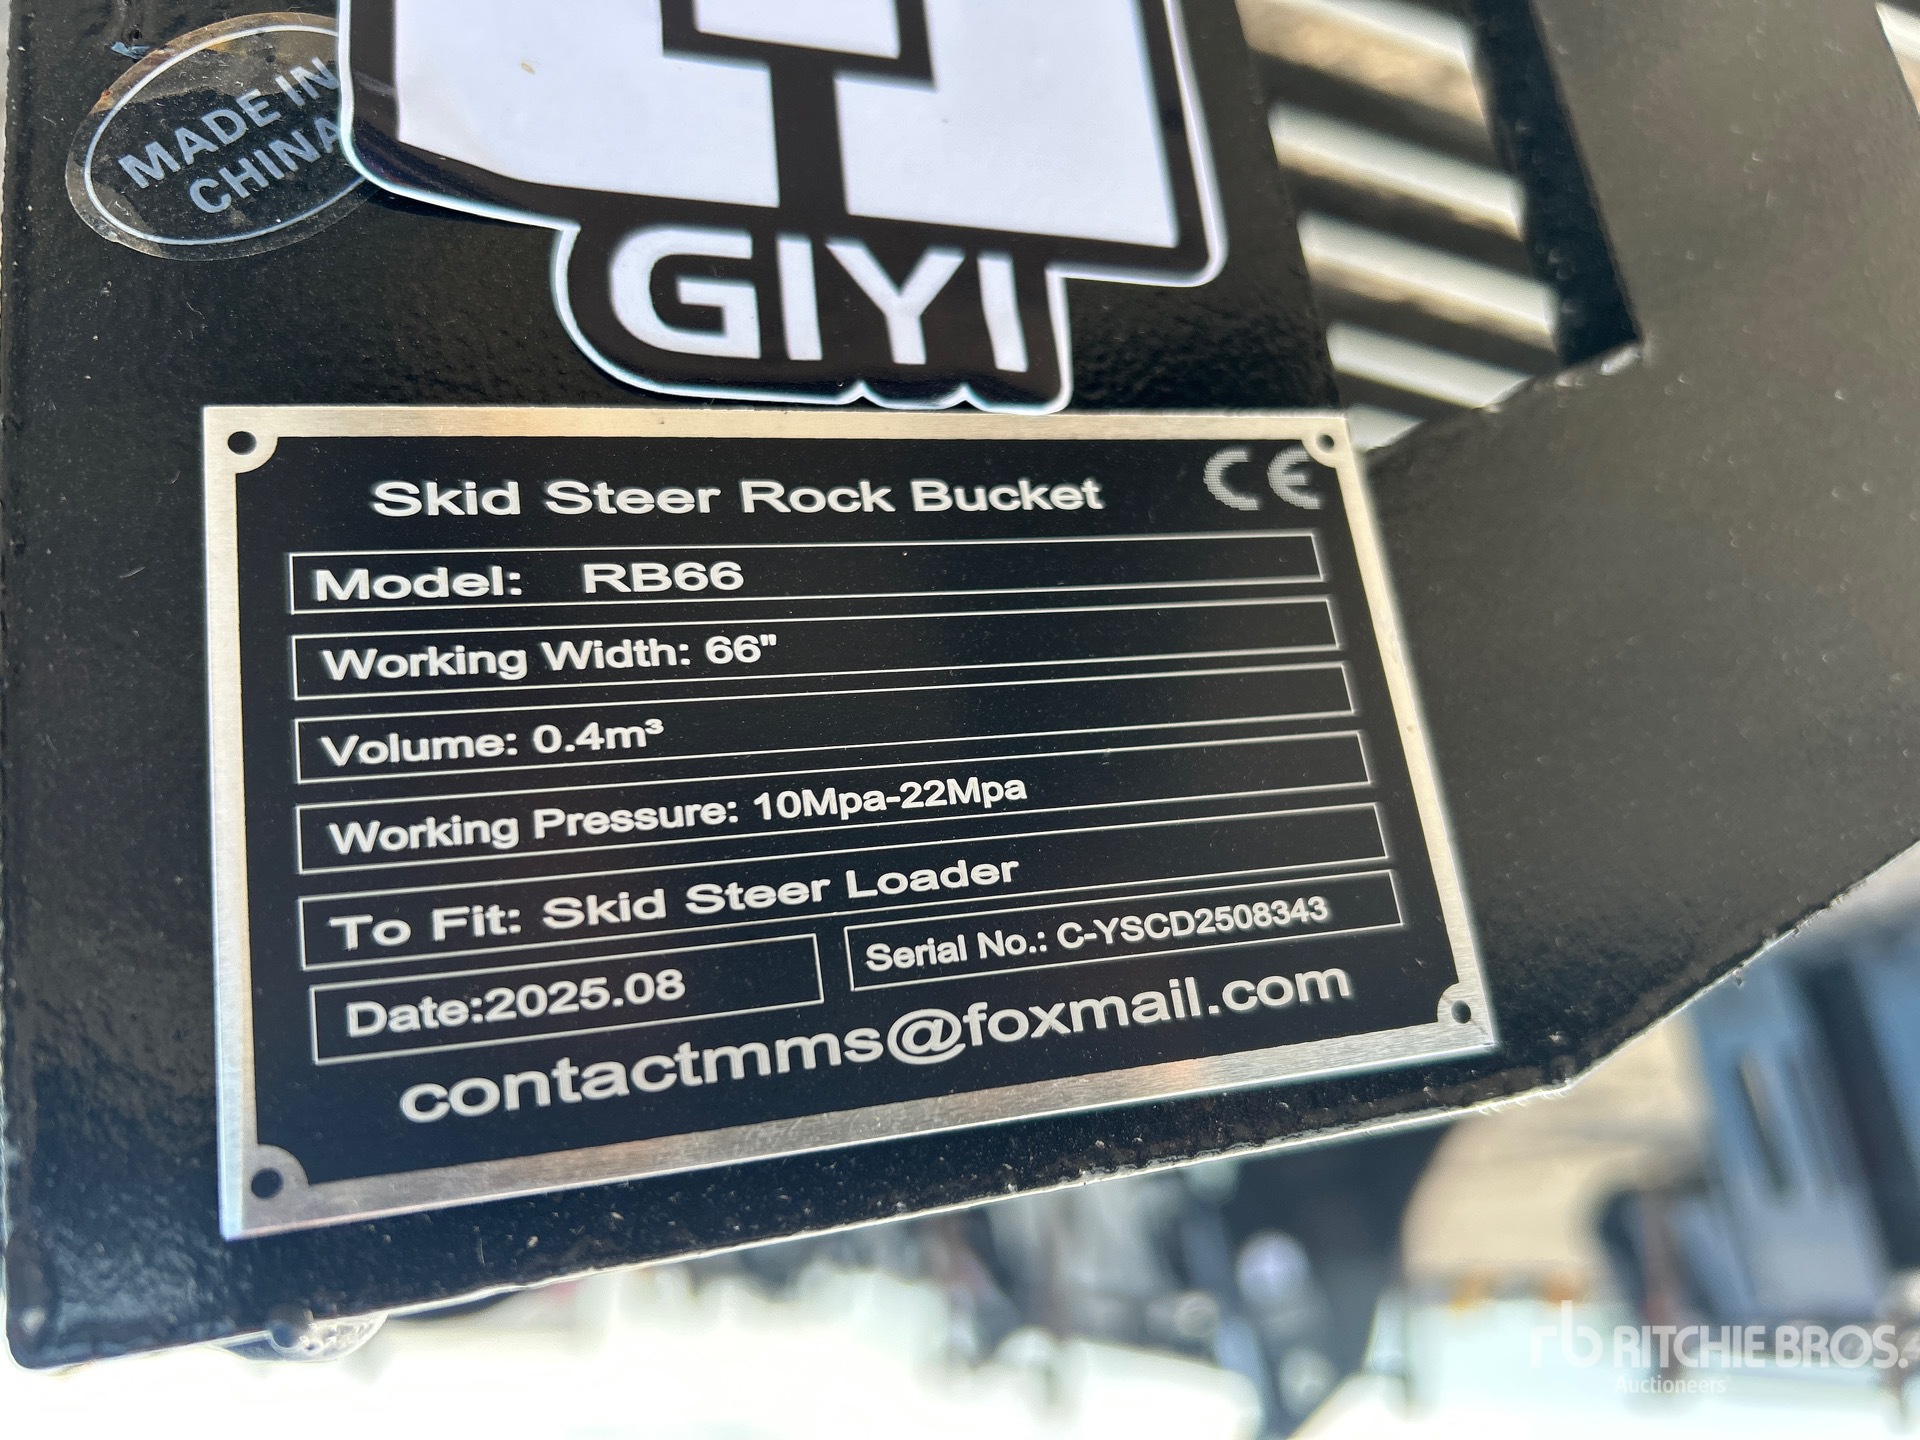 MADE IN
CHINA
GIYI
Skid Steer Rock Bucket
CE
Model: RB66
Working Width: 66"
Volume: 0.4m³
Working Pressure: 10Mpa-22Mpa
To Fit: Skid Steer Loader
Date:2025.08
Serial No.: C-YSCD2508343
contactmms@foxmail.com
rb RITCHIE BROS.
Auctioneers